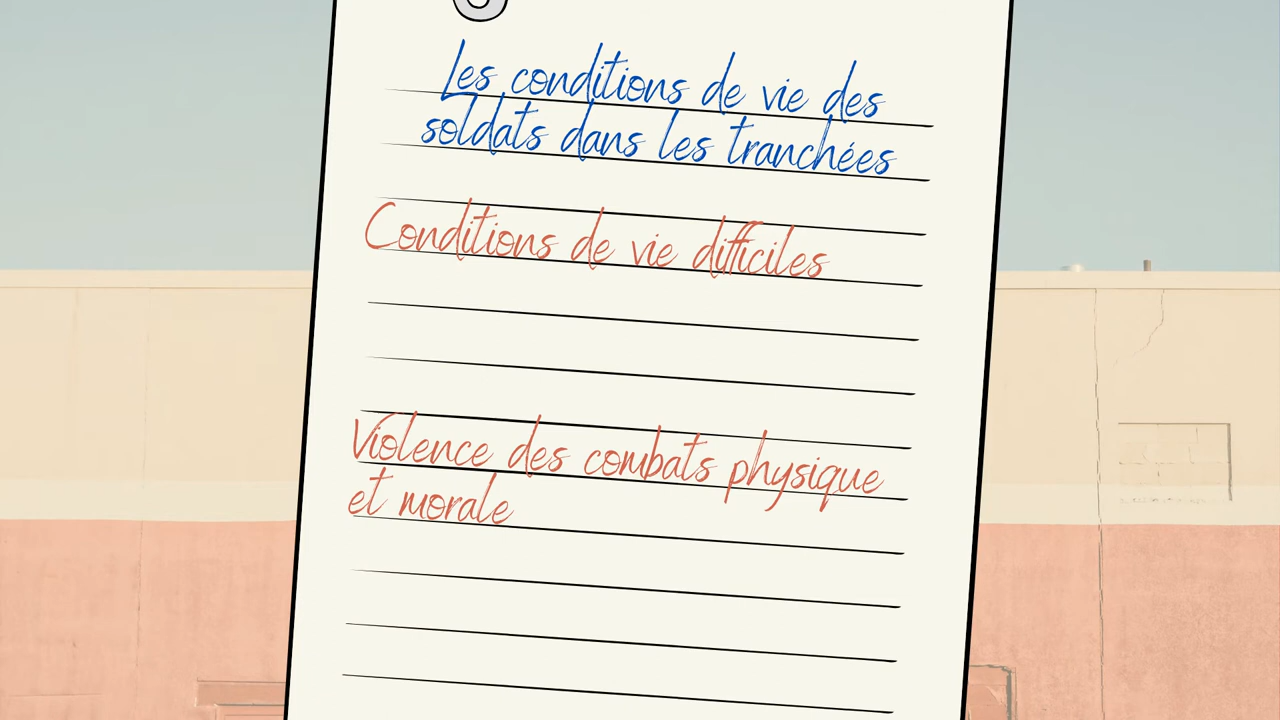 Les conditions de vie des
soldats dans les tranchées
Conditions de vie difficiles
Violence des combats physique
et morale